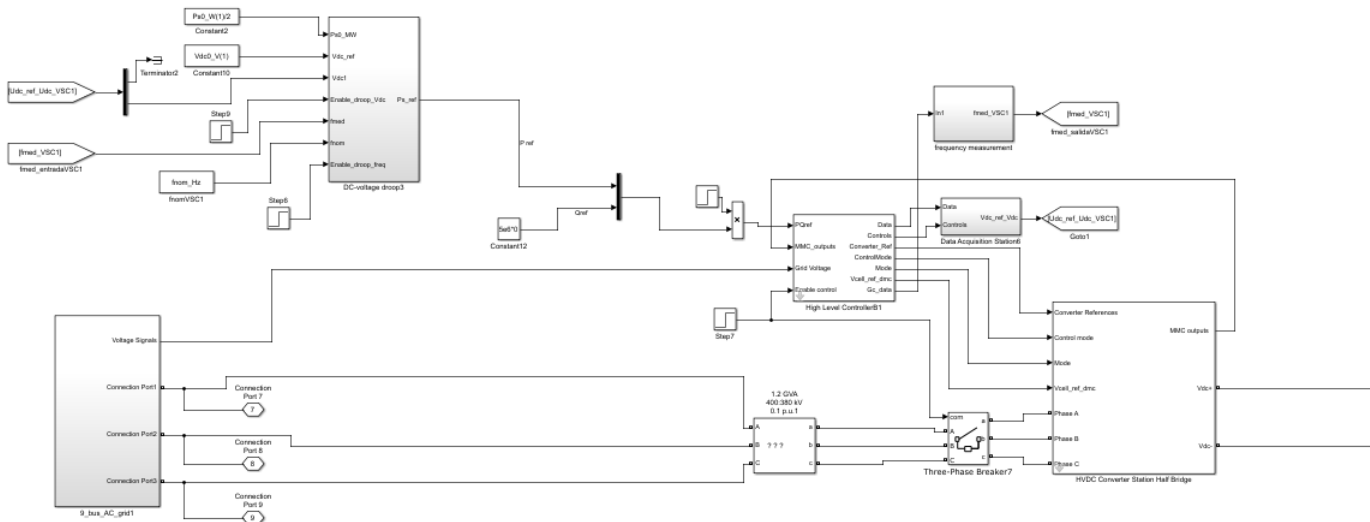 Ps0_W(1)/2
Constant2
Vdc0_V(1)
Constant10
Terminator2
[Udc_ref_Udc_VSC1]
Step9
[fmed_VSC1]
fmed_entradaVSC1
fnom_Hz
fnomVSC1
Step6
Ps0_MW
Vdc_ref
Vdc1
Enable_droop_Vdc
fmed
fnom
Enable_droop_freq
Ps_ref
DC-voltage droop3
P ref
Qref
5e6*0
Constant12
×
In1
fmed_VSC1
frequency measurement
[fmed_VSC1]
fmed_salidaVSC1
PQref
MMC_outputs
Grid Voltage
Enable control
Data
Controls
Converter_Ref
ControlMode
Mode
Vcell_ref_dmc
Gc_data
High Level ControllerB1
Data
Controls
Vdc_ref_Vdc
Data Acquisition Station6
[Udc_ref_Udc_VSC1]
Goto1
Step7
Voltage Signals
Connection Port1
Connection Port2
Connection Port3
9_bus_AC_grid1
Connection
Port 7
7
Connection
Port 8
8
Connection
Port 9
9
1.2 GVA
400:380 kV
0.1 p.u.1
A
B
C
? ? ?
a
b
c
com
A
B
C
a
b
c
Three-Phase Breaker7
Converter References
Control mode
Mode
Vcell_ref_dmc
Phase A
Phase B
Phase C
MMC outputs
Vdc+
Vdc-
HVDC Converter Station Half Bridge